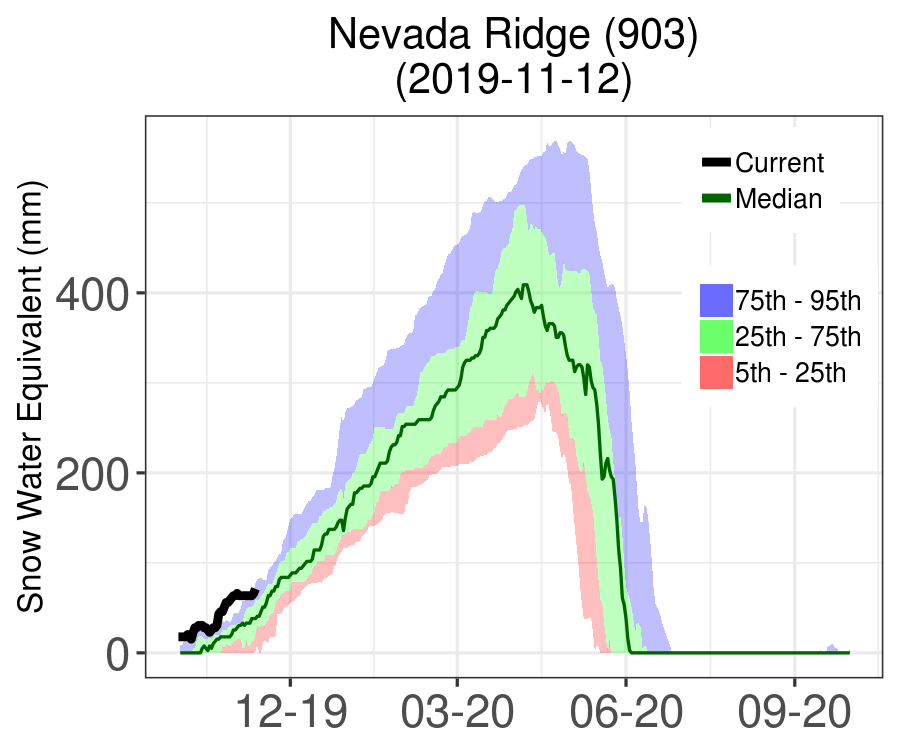 Nevada Ridge (903)
(2019-11-12)
Snow Water Equivalent (mm)
400
200
0
12-19 03-20 06-20 09-20
Current
Median
75th - 95th
25th - 75th
5th - 25th